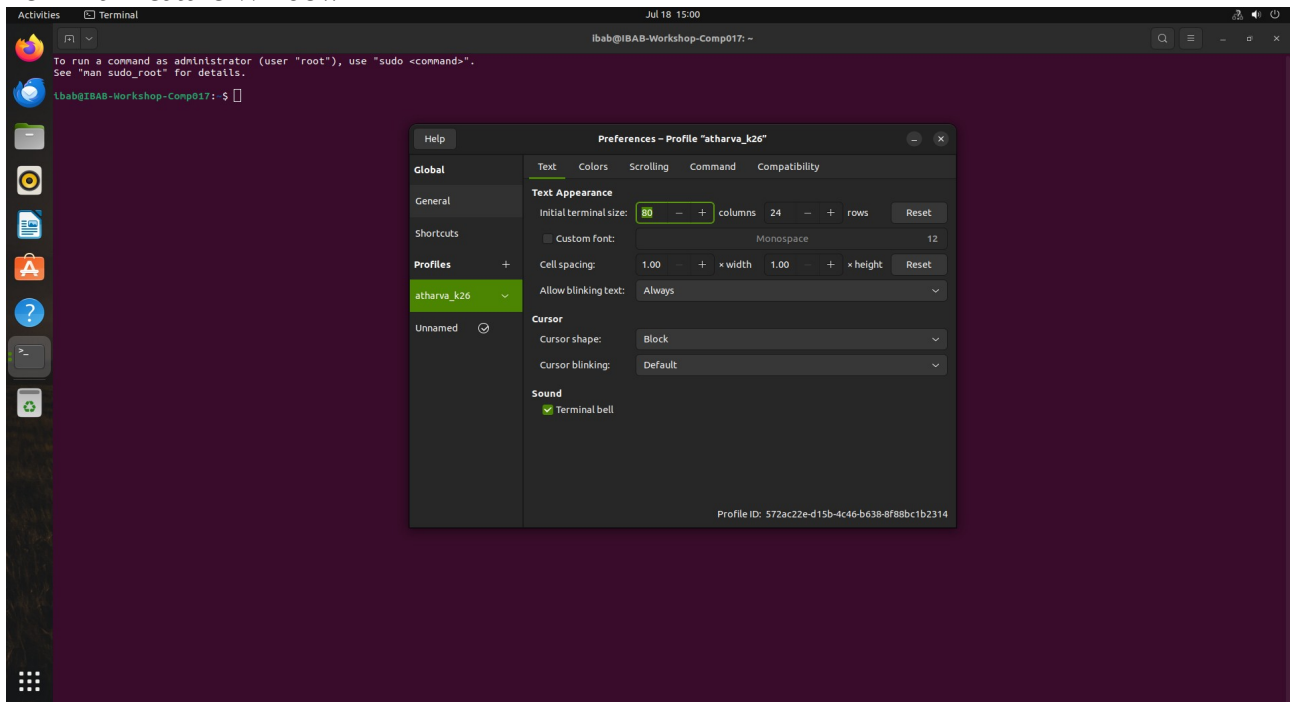 Activities Terminal Jul 18 15:00
ibab@IBAB-Workshop-Comp017: ~
To run a command as administrator (user "root"), use "sudo <command>".
See "man sudo_root" for details.
ibab@IBAB-Workshop-Comp017:~$
Help Preferences – Profile “atharva_k26”
Global
General
Shortcuts
Profiles +
atharva_k26
Unnamed
Text Colors Scrolling Command Compatibility
Text Appearance
Initial terminal size: 80 – + columns 24 – + rows Reset
Custom font: Monospace 12
Cell spacing: 1.00 – + × width 1.00 – + × height Reset
Allow blinking text: Always
Cursor
Cursor shape: Block
Cursor blinking: Default
Sound
Terminal bell
Profile ID: 572ac22e-d15b-4c46-b638-8f88bc1b2314